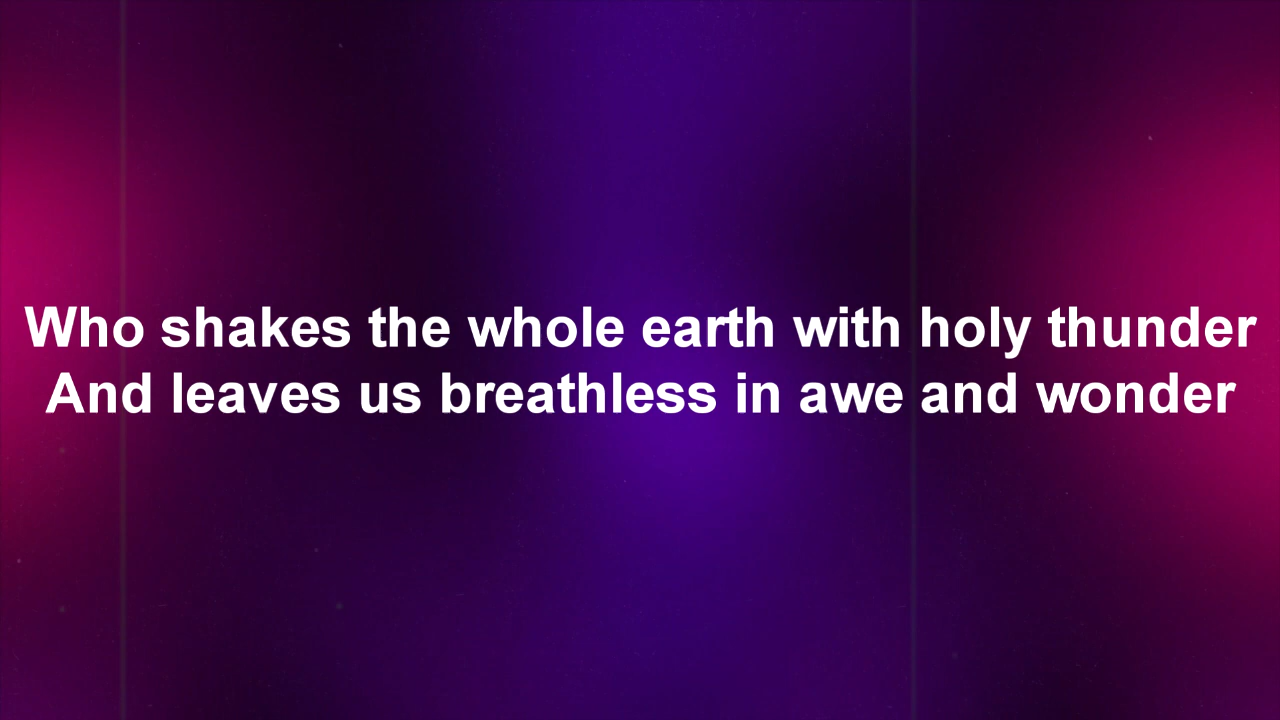 Who shakes the whole earth with holy thunder
And leaves us breathless in awe and wonder